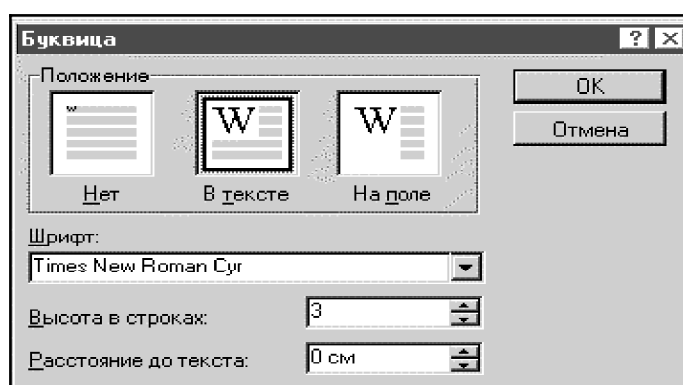 Буквица
Положение
W W W
Нет В тексте На поле
OK
Отмена
Шрифт:
Times New Roman Cyr
Высота в строках: 3
Расстояние до текста: 0 см